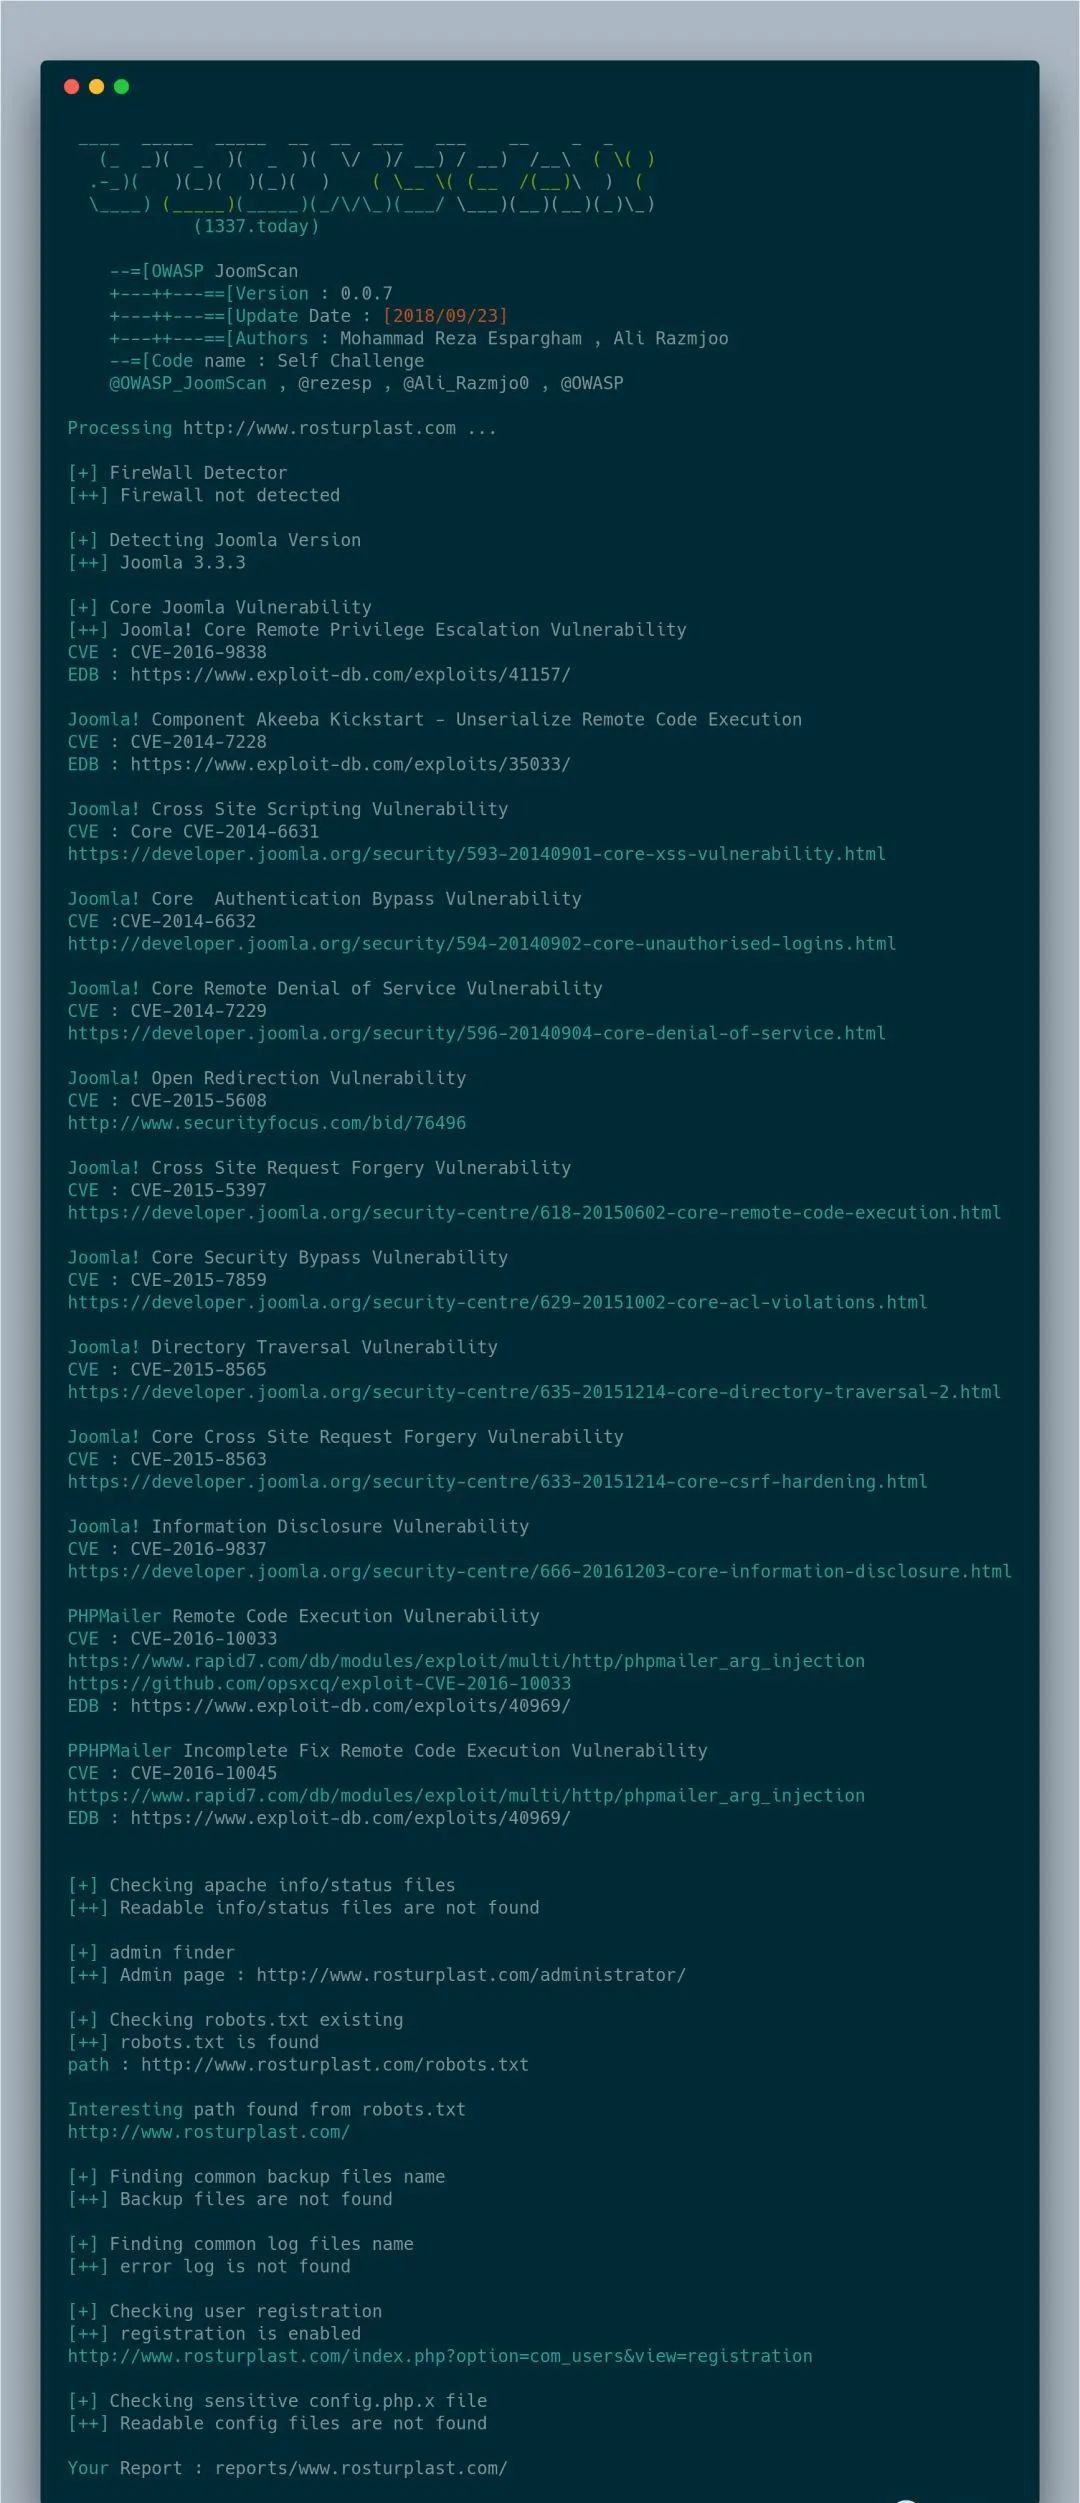 ____  _____  _____  __  __  ___   ___    __    _  _
   (_  _)(  _  )(  _  )(  \/  )/ __) / __)  /__\  ( \( )
  .-_)(   )(_)(  )(_)(  )    ( \__ \( (__  /(__)\  )  (
  \____) (_____)(_____)(_/\/\_)(___/ \___)(__)(__)(_)\_)
            (1337.today)
    --=[OWASP JoomScan
    +---++---==[Version : 0.0.7
    +---++---==[Update Date : [2018/09/23]
    +---++---==[Authors : Mohammad Reza Espargham , Ali Razmjoo
    --=[Code name : Self Challenge
    @OWASP_JoomScan , @rezesp , @Ali_Razmjo0 , @OWASP
Processing http://www.rosturplast.com ...
[+] FireWall Detector
[++] Firewall not detected
[+] Detecting Joomla Version
[++] Joomla 3.3.3
[+] Core Joomla Vulnerability
[++] Joomla! Core Remote Privilege Escalation Vulnerability
CVE : CVE-2016-9838
EDB : https://www.exploit-db.com/exploits/41157/
Joomla! Component Akeeba Kickstart - Unserialize Remote Code Execution
CVE : CVE-2014-7228
EDB : https://www.exploit-db.com/exploits/35033/
Joomla! Cross Site Scripting Vulnerability
CVE : Core CVE-2014-6631
https://developer.joomla.org/security/593-20140901-core-xss-vulnerability.html
Joomla! Core  Authentication Bypass Vulnerability
CVE :CVE-2014-6632
http://developer.joomla.org/security/594-20140902-core-unauthorised-logins.html
Joomla! Core Remote Denial of Service Vulnerability
CVE : CVE-2014-7229
https://developer.joomla.org/security/596-20140904-core-denial-of-service.html
Joomla! Open Redirection Vulnerability
CVE : CVE-2015-5608
http://www.securityfocus.com/bid/76496
Joomla! Cross Site Request Forgery Vulnerability
CVE : CVE-2015-5397
https://developer.joomla.org/security-centre/618-20150602-core-remote-code-execution.html
Joomla! Core Security Bypass Vulnerability
CVE : CVE-2015-7859
https://developer.joomla.org/security-centre/629-20151002-core-acl-violations.html
Joomla! Directory Traversal Vulnerability
CVE : CVE-2015-8565
https://developer.joomla.org/security-centre/635-20151214-core-directory-traversal-2.html
Joomla! Core Cross Site Request Forgery Vulnerability
CVE : CVE-2015-8563
https://developer.joomla.org/security-centre/633-20151214-core-csrf-hardening.html
Joomla! Information Disclosure Vulnerability
CVE : CVE-2016-9837
https://developer.joomla.org/security-centre/666-20161203-core-information-disclosure.html
PHPMailer Remote Code Execution Vulnerability
CVE : CVE-2016-10033
https://www.rapid7.com/db/modules/exploit/multi/http/phpmailer_arg_injection
https://github.com/opsxcq/exploit-CVE-2016-10033
EDB : https://www.exploit-db.com/exploits/40969/
PPHPMailer Incomplete Fix Remote Code Execution Vulnerability
CVE : CVE-2016-10045
https://www.rapid7.com/db/modules/exploit/multi/http/phpmailer_arg_injection
EDB : https://www.exploit-db.com/exploits/40969/
[+] Checking apache info/status files
[++] Readable info/status files are not found
[+] admin finder
[++] Admin page : http://www.rosturplast.com/administrator/
[+] Checking robots.txt existing
[++] robots.txt is found
path : http://www.rosturplast.com/robots.txt
Interesting path found from robots.txt
http://www.rosturplast.com/
[+] Finding common backup files name
[++] Backup files are not found
[+] Finding common log files name
[++] error log is not found
[+] Checking user registration
[++] registration is enabled
http://www.rosturplast.com/index.php?option=com_users&view=registration
[+] Checking sensitive config.php.x file
[++] Readable config files are not found
Your Report : reports/www.rosturplast.com/